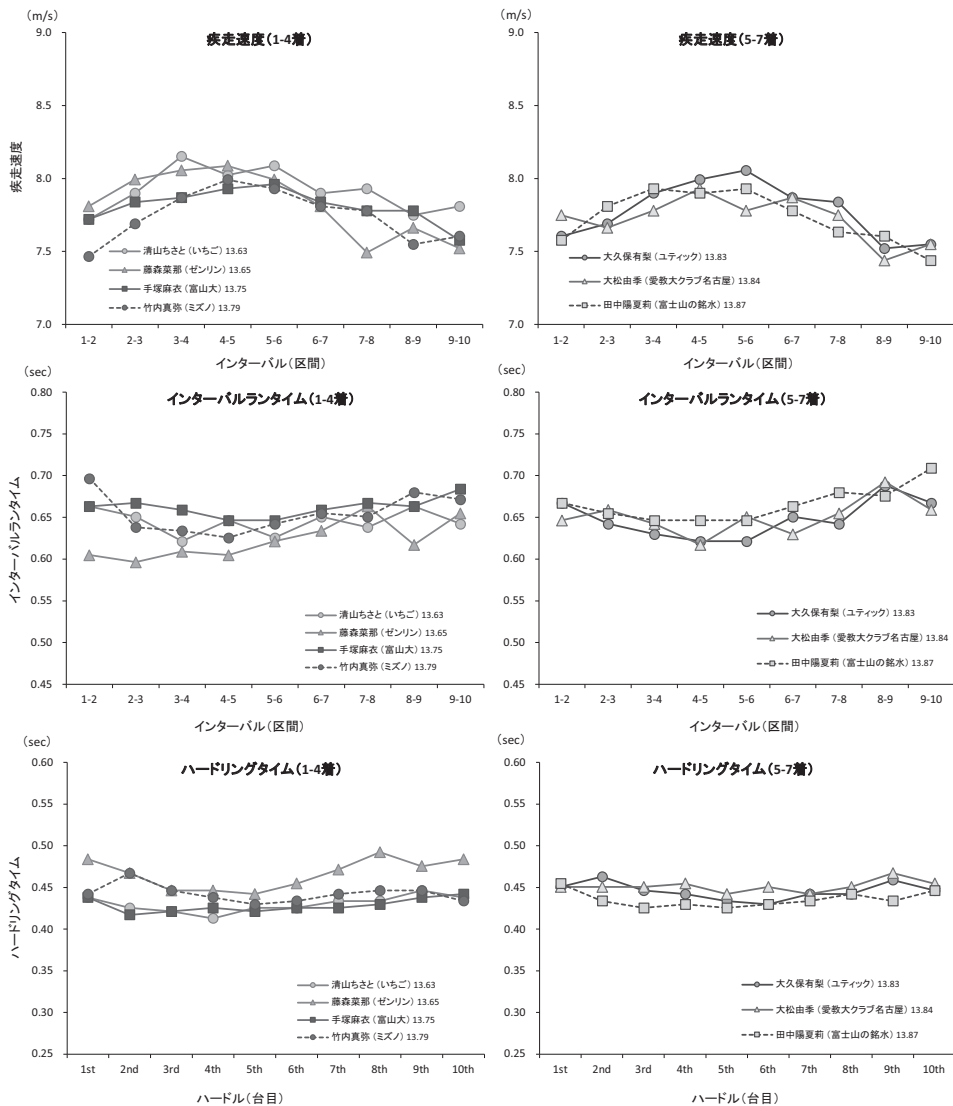 （m/s）
疾走速度（1-4着）
9.0
8.5
8.0
7.5
7.0
疾走速度
清山ちさと（いちご）13.63
藤森菜那（ゼンリン）13.65
手塚麻衣（富山大）13.75
竹内真弥（ミズノ）13.79
1-2 2-3 3-4 4-5 5-6 6-7 7-8 8-9 9-10
インターバル（区間）
（m/s）
疾走速度（5-7着）
9.0
8.5
8.0
7.5
7.0
大久保有梨（ユティック）13.83
大松由季（愛教大クラブ名古屋）13.84
田中陽夏莉（富士山の銘水）13.87
1-2 2-3 3-4 4-5 5-6 6-7 7-8 8-9 9-10
インターバル（区間）
（sec）
インターバルランタイム（1-4着）
0.80
0.75
0.70
0.65
0.60
0.55
0.50
0.45
インターバルランタイム
清山ちさと（いちご）13.63
藤森菜那（ゼンリン）13.65
手塚麻衣（富山大）13.75
竹内真弥（ミズノ）13.79
1-2 2-3 3-4 4-5 5-6 6-7 7-8 8-9 9-10
インターバル（区間）
（sec）
インターバルランタイム（5-7着）
0.80
0.75
0.70
0.65
0.60
0.55
0.50
0.45
大久保有梨（ユティック）13.83
大松由季（愛教大クラブ名古屋）13.84
田中陽夏莉（富士山の銘水）13.87
1-2 2-3 3-4 4-5 5-6 6-7 7-8 8-9 9-10
インターバル（区間）
（sec）
ハードリングタイム（1-4着）
0.60
0.55
0.50
0.45
0.40
0.35
0.30
0.25
ハードリングタイム
清山ちさと（いちご）13.63
藤森菜那（ゼンリン）13.65
手塚麻衣（富山大）13.75
竹内真弥（ミズノ）13.79
1st 2nd 3rd 4th 5th 6th 7th 8th 9th 10th
ハードル（台目）
（sec）
ハードリングタイム（5-7着）
0.60
0.55
0.50
0.45
0.40
0.35
0.30
0.25
大久保有梨（ユティック）13.83
大松由季（愛教大クラブ名古屋）13.84
田中陽夏莉（富士山の銘水）13.87
1st 2nd 3rd 4th 5th 6th 7th 8th 9th 10th
ハードル（台目）